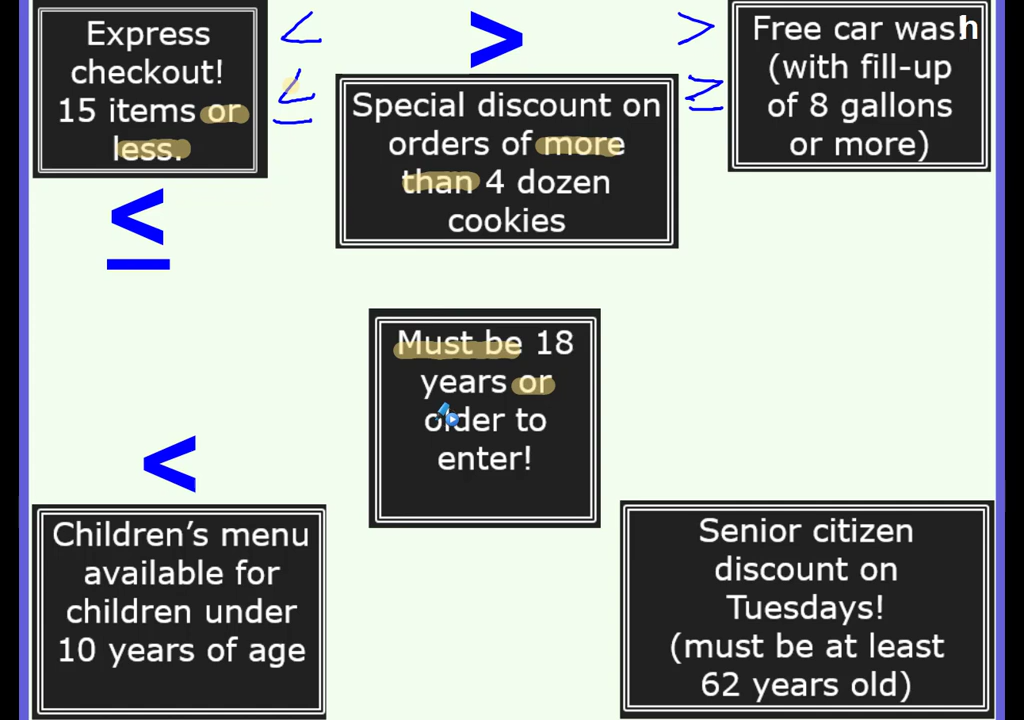 Express
checkout!
15 items or
less.
<
≤
>
>
≥
Free car wash
(with fill-up
of 8 gallons
or more)
Special discount on
orders of more
than 4 dozen
cookies
≤
Must be 18
years or
older to
enter!
<
Children’s menu
available for
children under
10 years of age
Senior citizen
discount on
Tuesdays!
(must be at least
62 years old)